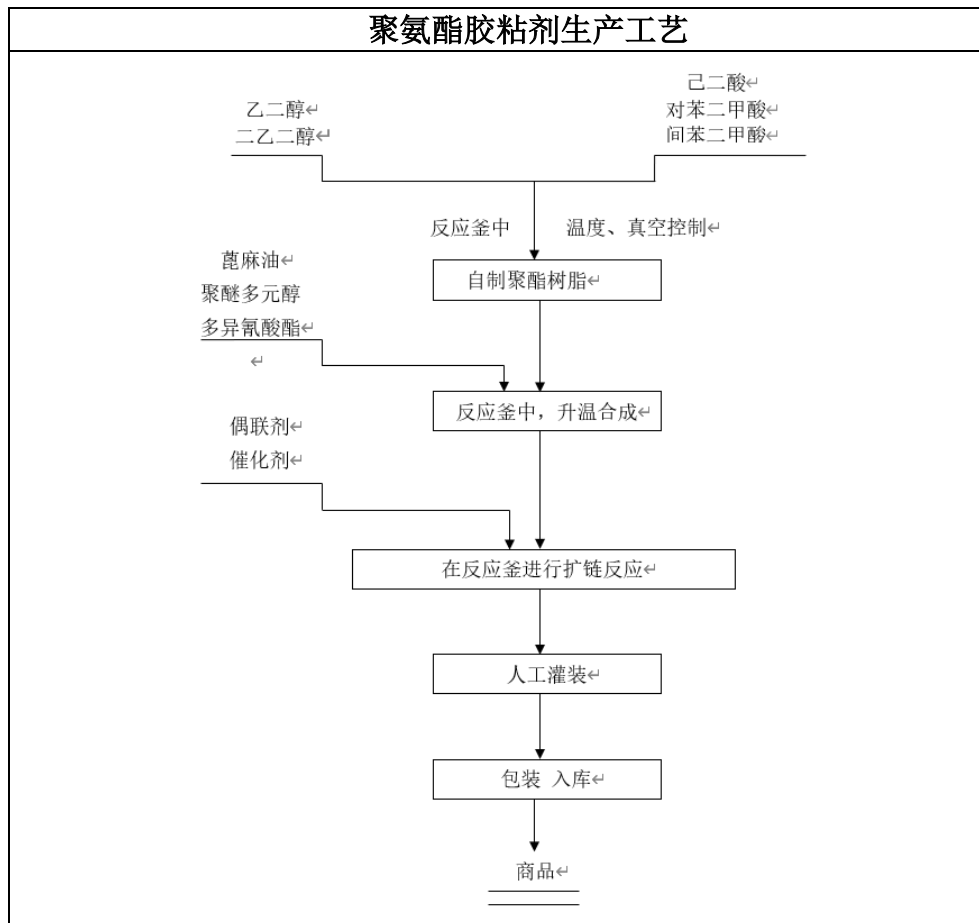 聚氨酯胶粘剂生产工艺
乙二醇↵
二乙二醇↵
己二酸↵
对苯二甲酸↵
间苯二甲酸↵
反应釜中
温度、真空控制↵
自制聚酯树脂↵
蓖麻油↵
聚醚多元醇
多异氰酸酯↵
↵
反应釜中，升温合成↵
偶联剂↵
催化剂↵
在反应釜进行扩链反应↵
人工灌装↵
包装 入库↵
商品↵